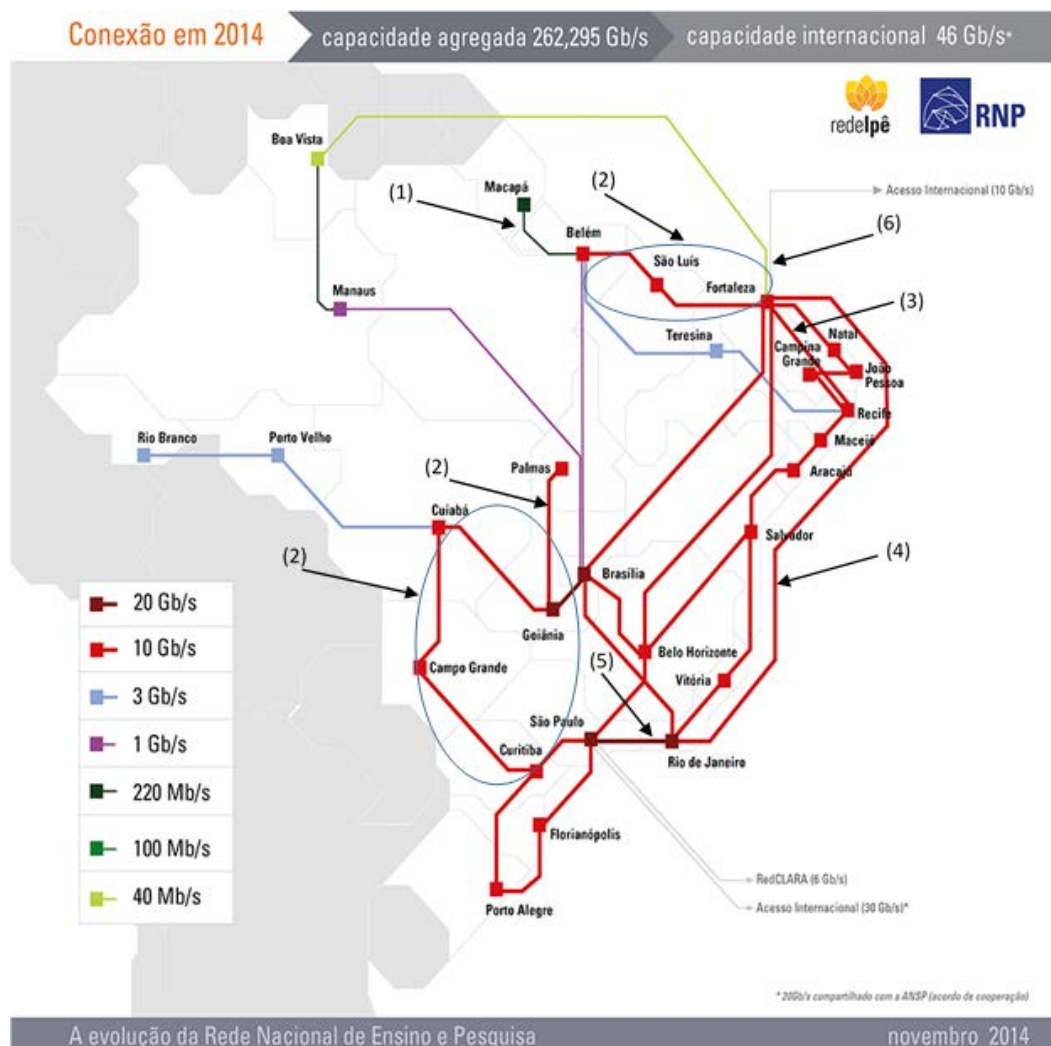 Conexão em 2014
capacidade agregada 262,295 Gb/s
capacidade internacional 46 Gb/s*
redeIpê
RNP
Boa Vista
Macapá
(1)
(2)
Acesso Internacional (10 Gb/s)
Belém
(6)
São Luís
Fortaleza
Manaus
(3)
Teresina
Natal
Campina
Grande
João
Pessoa
Recife
Rio Branco
Porto Velho
Maceió
Palmas
(2)
Aracajú
Cuiabá
Salvador
(2)
(4)
Brasília
20 Gb/s
Goiânia
10 Gb/s
Belo Horizonte
Campo Grande
(5)
Vitória
3 Gb/s
São Paulo
1 Gb/s
Curitiba
Rio de Janeiro
220 Mb/s
Florianópolis
100 Mb/s
RedCLARA (6 Gb/s)
40 Mb/s
Acesso Internacional (30 Gb/s)*
Porto Alegre
* 20Gb/s compartilhado com a ANSP (acordo de cooperação)
A evolução da Rede Nacional de Ensino e Pesquisa
novembro 2014